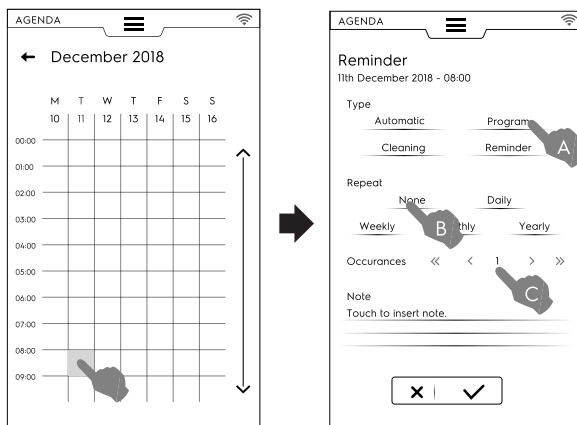 AGENDA
December 2018
M T W T F S S
10 11 12 13 14 15 16
00:00
01:00
02:00
03:00
04:00
05:00
06:00
07:00
08:00
09:00
AGENDA
Reminder
11th December 2018 - 08:00
Type
Automatic Program
A
Cleaning Reminder
Repeat
None Daily
B
Weekly Yearly
Occurances « < 1 > »
C
Note
Touch to insert note.